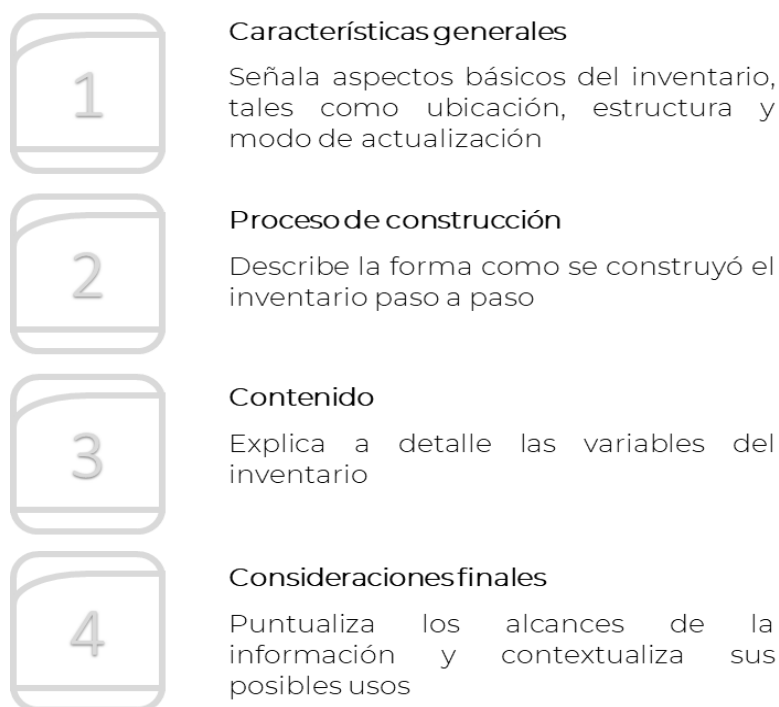 1
Características generales
Señala aspectos básicos del inventario,
tales como ubicación, estructura y
modo de actualización
2
Proceso de construcción
Describe la forma como se construyó el
inventario paso a paso
3
Contenido
Explica a detalle las variables del
inventario
4
Consideraciones finales
Puntualiza los alcances de la
información y contextualiza sus
posibles usos